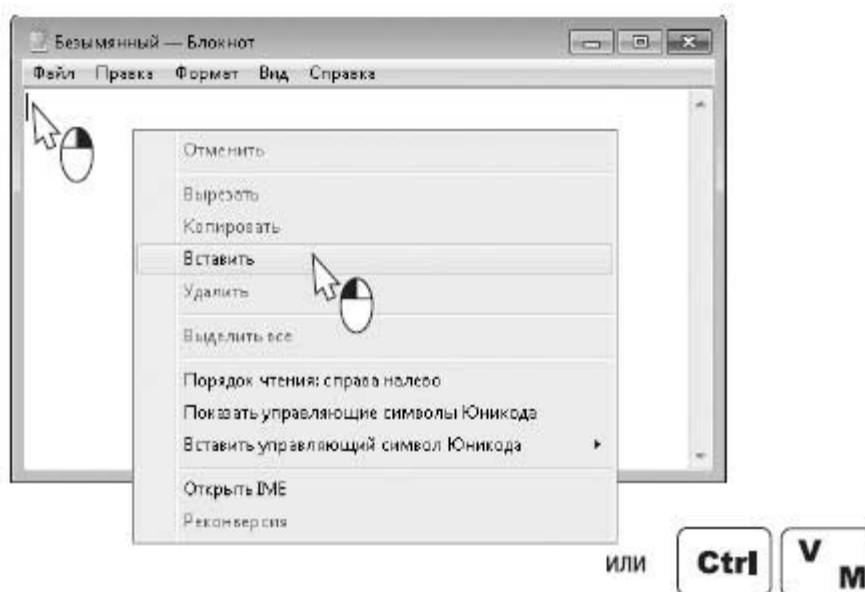 Безымянный — Блокнот
Файл Правка Формат Вид Справка
Отменить
Вырезать
Копировать
Вставить
Удалить
Выделить все
Порядок чтения: справа налево
Показать управляющие символы Юникода
Вставить управляющий символ Юникода
Открыть IME
Реконверсия
или Ctrl V М